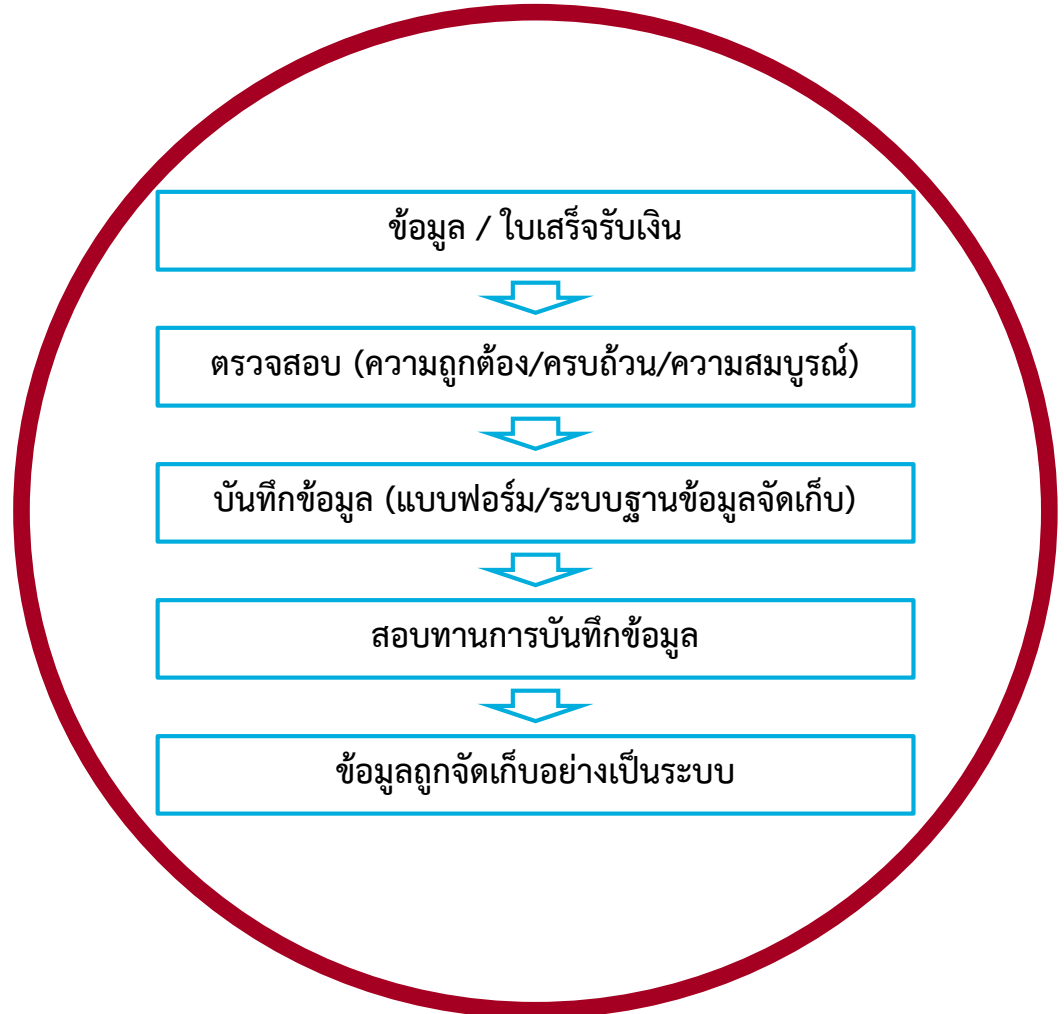 ข้อมูล / ใบเสร็จรับเงิน
ตรวจสอบ (ความถูกต้อง/ครบถ้วน/ความสมบูรณ์)
บันทึกข้อมูล (แบบฟอร์ม/ระบบฐานข้อมูลจัดเก็บ)
สอบทานการบันทึกข้อมูล
ข้อมูลถูกจัดเก็บอย่างเป็นระบบ